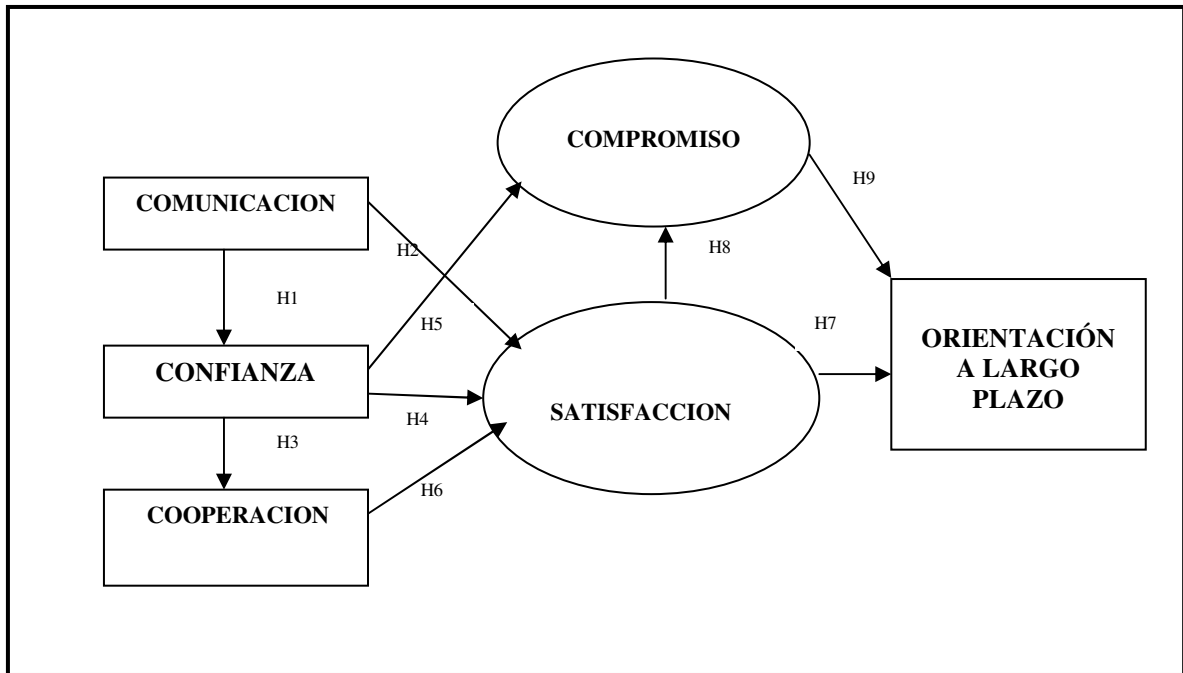 COMPROMISO
H9
COMUNICACION
H2
H8
H1
H5
H7
ORIENTACIÓN
A LARGO
PLAZO
CONFIANZA
H4
SATISFACCION
H3
H6
COOPERACION